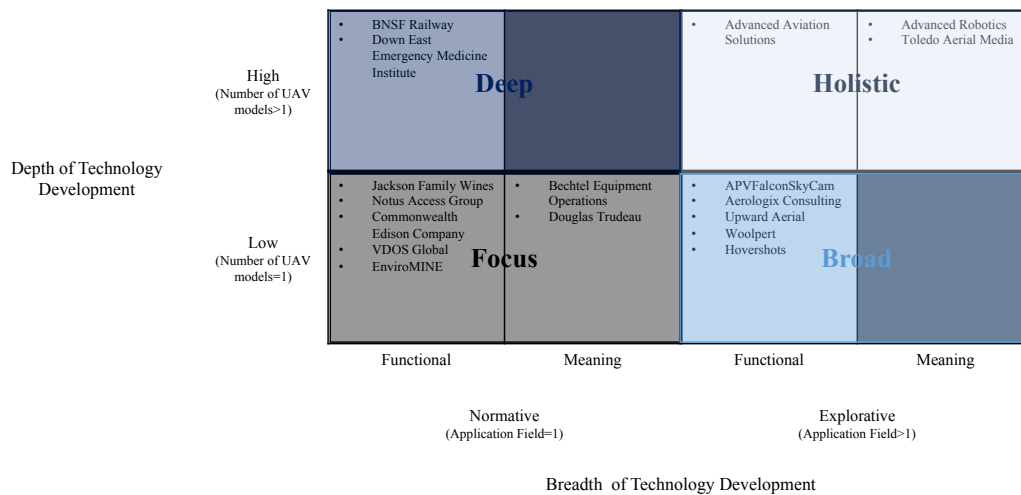 • BNSF Railway
• Down East
Emergency Medicine
Institute
• Advanced Aviation
Solutions
• Advanced Robotics
• Toledo Aerial Media
High
(Number of UAV
models>1)
Deep
Holistic
Depth of Technology
Development
• Jackson Family Wines
• Notus Access Group
• Commonwealth
Edison Company
• VDOS Global
• EnviroMINE
• Bechtel Equipment
Operations
• Douglas Trudeau
• APVFalconSkyCam
• Aerologix Consulting
• Upward Aerial
• Woolpert
• Hovershots
Low
(Number of UAV
models=1)
Focus
Broad
Functional
Meaning
Functional
Meaning
Normative
(Application Field=1)
Explorative
(Application Field>1)
Breadth of Technology Development